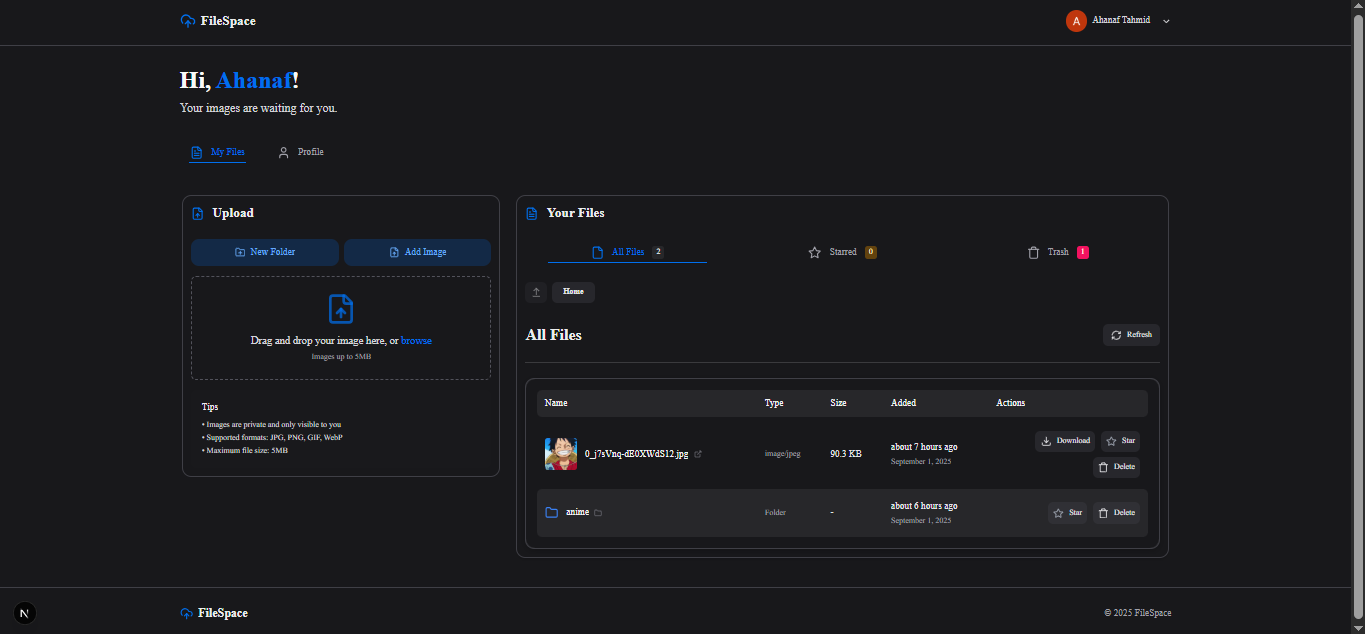 FileSpace
A Ahanaf Tahmid
Hi, Ahanaf!
Your images are waiting for you.
My Files Profile
Upload
New Folder Add Image
Drag and drop your image here, or browse
Images up to 5MB
Tips
• Images are private and only visible to you
• Supported formats: JPG, PNG, GIF, WebP
• Maximum file size: 5MB
Your Files
All Files 2 Starred 0 Trash 1
Home
All Files Refresh
Name Type Size Added Actions
0_j7sVnq-dE0XWdS12.jpg image/jpeg 90.3 KB about 7 hours ago Download Star
September 1, 2025 Delete
anime Folder - about 6 hours ago Star Delete
September 1, 2025
N FileSpace © 2025 FileSpace